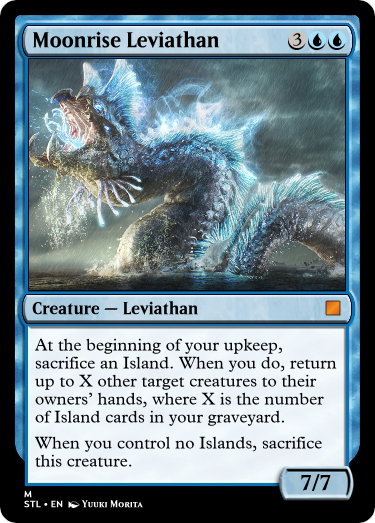 Moonrise Leviathan 3
Creature — Leviathan
At the beginning of your upkeep,
sacrifice an Island. When you do, return
up to X other target creatures to their
owners' hands, where X is the number
of Island cards in your graveyard.
When you control no Islands, sacrifice
this creature.
7/7
M
STL • EN Yuuki Morita